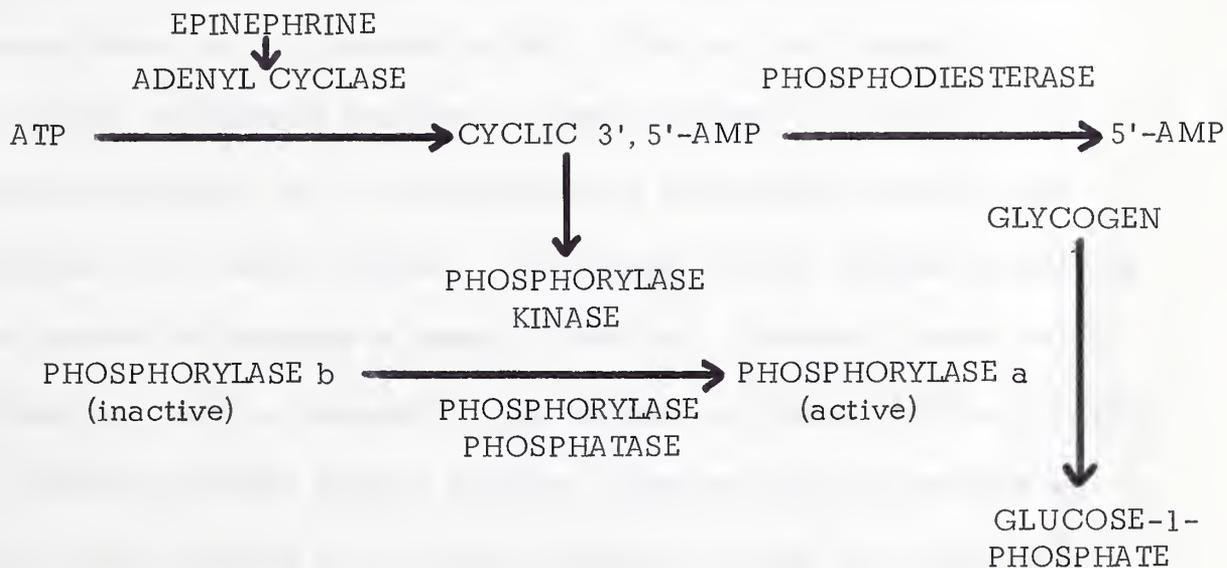 EPINEPHRINE
ADENYL CYCLASE
PHOSPHODIESTERASE
ATP
CYCLIC 3', 5'-AMP
5'-AMP
GLYCOGEN
PHOSPHORYLASE
KINASE
PHOSPHORYLASE b
(inactive)
PHOSPHORYLASE a
(active)
PHOSPHORYLASE
PHOSPHATASE
GLUCOSE-1-
PHOSPHATE